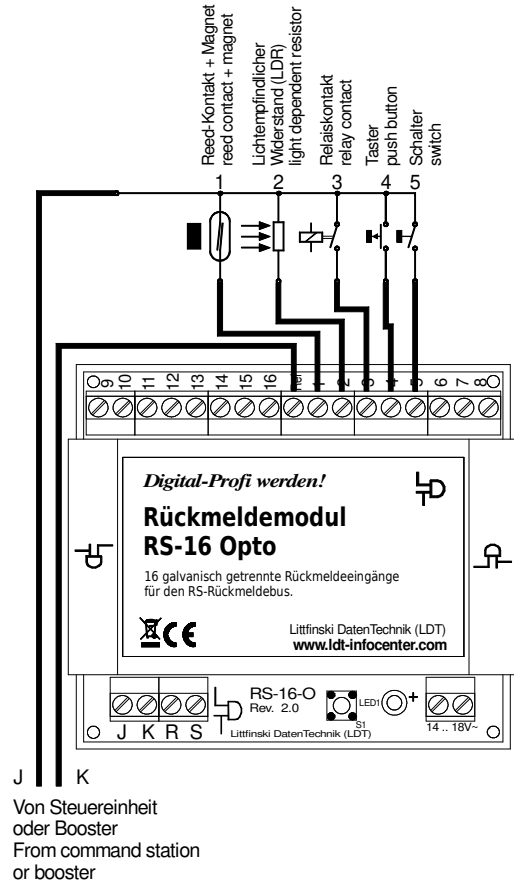 Reed-Kontakt + Magnet
reed contact + magnet
Lichtempfindlicher
Widerstand (LDR)
light dependent resistor
Relaiskontakt
relay contact
Taster
push button
Schalter
switch
1 2 3 4 5
9 10 11 12 13 14 15 16 Ref 1 2 3 4 5 6 7 8
Digital-Profi werden!
Rückmeldemodul
RS-16 Opto
16 galvanisch getrennte Rückmeldeeingänge
für den RS-Rückmeldebus.
CE
Littfinski DatenTechnik (LDT)
www.ldt-infocenter.com
RS-16-O
Rev. 2.0
LED1
+
S1
J K R S
14 .. 18V~
Littfinski DatenTechnik (LDT)
J K
Von Steuereinheit
oder Booster
From command station
or booster